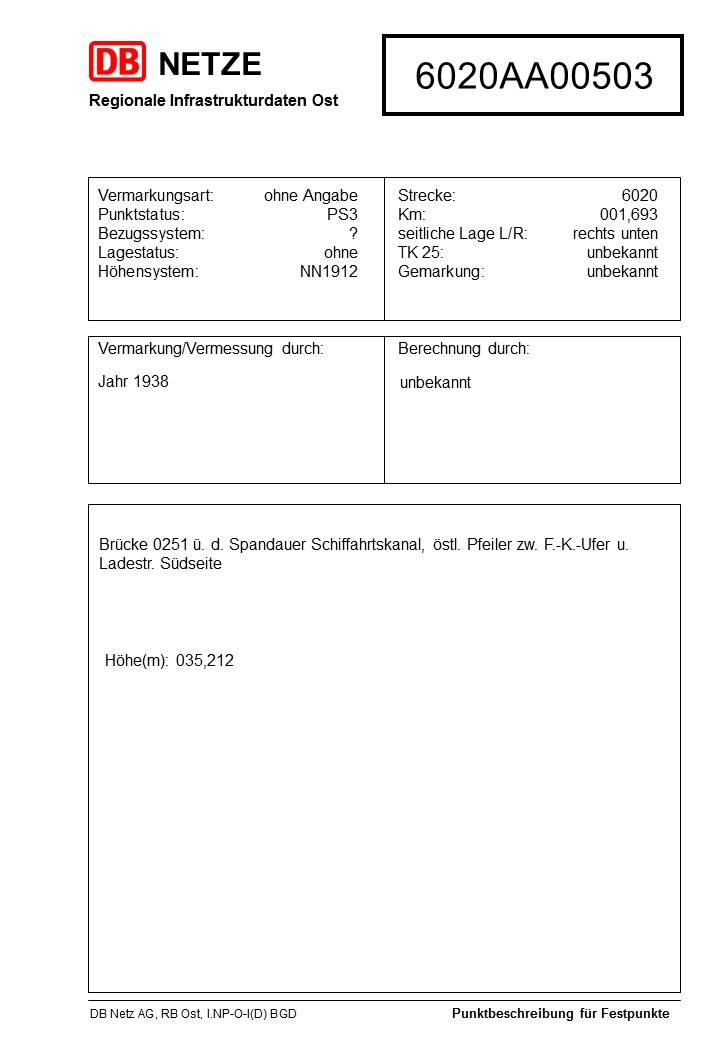 DB NETZE
Regionale Infrastrukturdaten Ost
6020AA00503
Vermarkungsart: ohne Angabe
Punktstatus: PS3
Bezugssystem: ?
Lagestatus: ohne
Höhensystem: NN1912
Strecke: 6020
Km: 001,693
seitliche Lage L/R: rechts unten
TK 25: unbekannt
Gemarkung: unbekannt
Vermarkung/Vermessung durch:
Jahr 1938
Berechnung durch:
unbekannt
Brücke 0251 ü. d. Spandauer Schiffahrtskanal, östl. Pfeiler zw. F.-K.-Ufer u.
Ladestr. Südseite
Höhe(m): 035,212
DB Netz AG, RB Ost, I.NP-O-I(D) BGD
Punktbeschreibung für Festpunkte